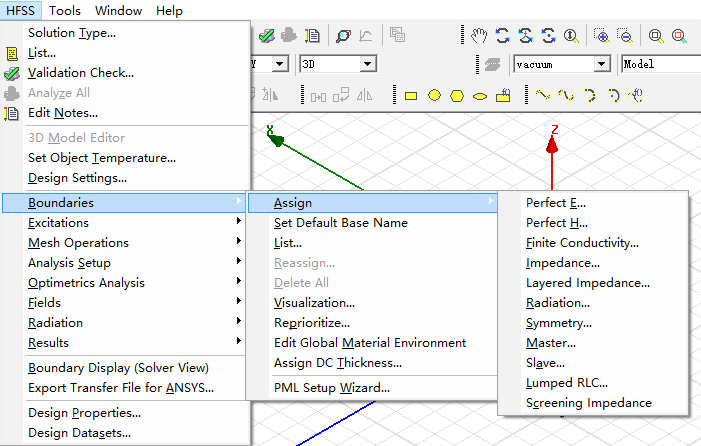 HFSS Tools Window Help
Solution Type...
List...
Validation Check...
Analyze All
Edit Notes...
3D Model Editor
Set Object Temperature...
Design Settings...
Boundaries
Excitations
Mesh Operations
Analysis Setup
Optimetrics Analysis
Fields
Radiation
Results
Boundary Display (Solver View)
Export Transfer File for ANSYS...
Design Properties...
Design Datasets...
Y 3D vacuum Model
X Z
Assign
Set Default Base Name
List...
Reassign...
Delete All
Visualization...
Reprioritize...
Edit Global Material Environment
Assign DC Thickness...
PML Setup Wizard...
Perfect E...
Perfect H...
Finite Conductivity...
Impedance...
Layered Impedance...
Radiation...
Symmetry...
Master...
Slave...
Lumped RLC...
Screening Impedance